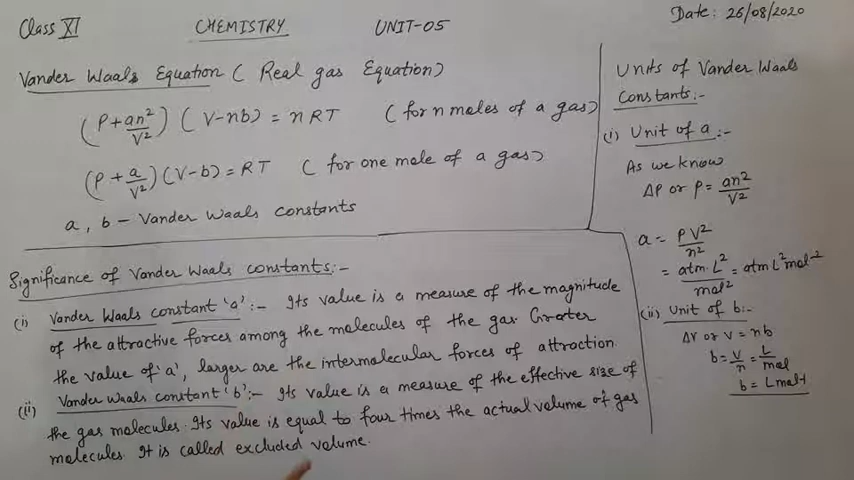 Class XI CHEMISTRY UNIT-05 Date: 26/08/2020
Vander Waals Equation ( Real gas Equation)
(P + an²/V²) (V-nb) = nRT ( for n moles of a gas)
(P + a/V²) (V-b) = RT ( for one mole of a gas)
a, b - Vander Waals constants
Significance of Vander Waals constants:-
(i) Vander Waals constant 'a':- Its value is a measure of the magnitude
of the attractive forces among the molecules of the gas Greater
the value of 'a', larger are the intermolecular forces of attraction.
(ii) Vander Waals constant 'b':- Its value is a measure of the effective size of
the gas molecules. Its value is equal to four times the actual volume of gas
molecules. It is called excluded volume.
Units of Vander Waals
Constants:-
(i) Unit of a:-
As we know
ΔP or P = an²/V²
a = PV²/n²
= atm. L²/mol² = atm L² mol⁻²
(ii) Unit of b:-
ΔV or V = nb
b = V/n = L/mol
b = L mol-1